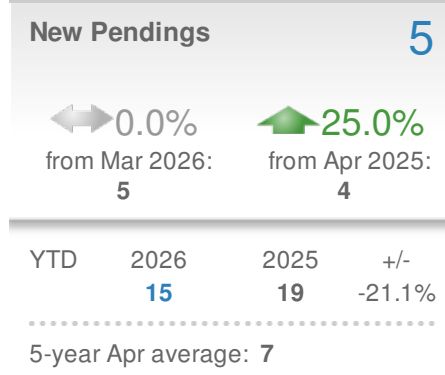 New Pendings 5
0.0% 25.0%
from Mar 2026: from Apr 2025:
5 4
YTD 2026 2025 +/-
15 19 -21.1%
5-year Apr average: 7